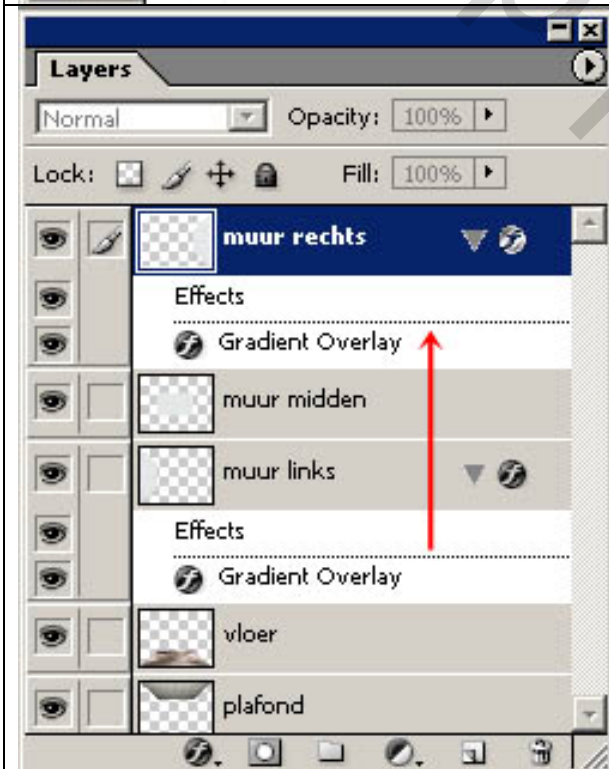 Layers
Normal Opacity: 100%
Lock: Fill: 100%
muur rechts
Effects
Gradient Overlay
muur midden
muur links
Effects
Gradient Overlay
vloer
plafond